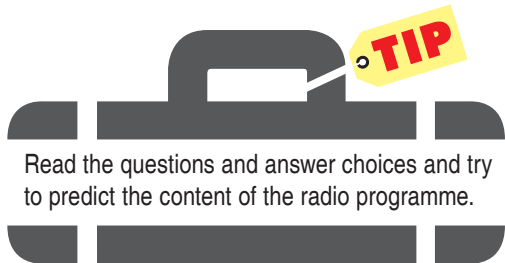 TIP
Read the questions and answer choices and try
to predict the content of the radio programme.